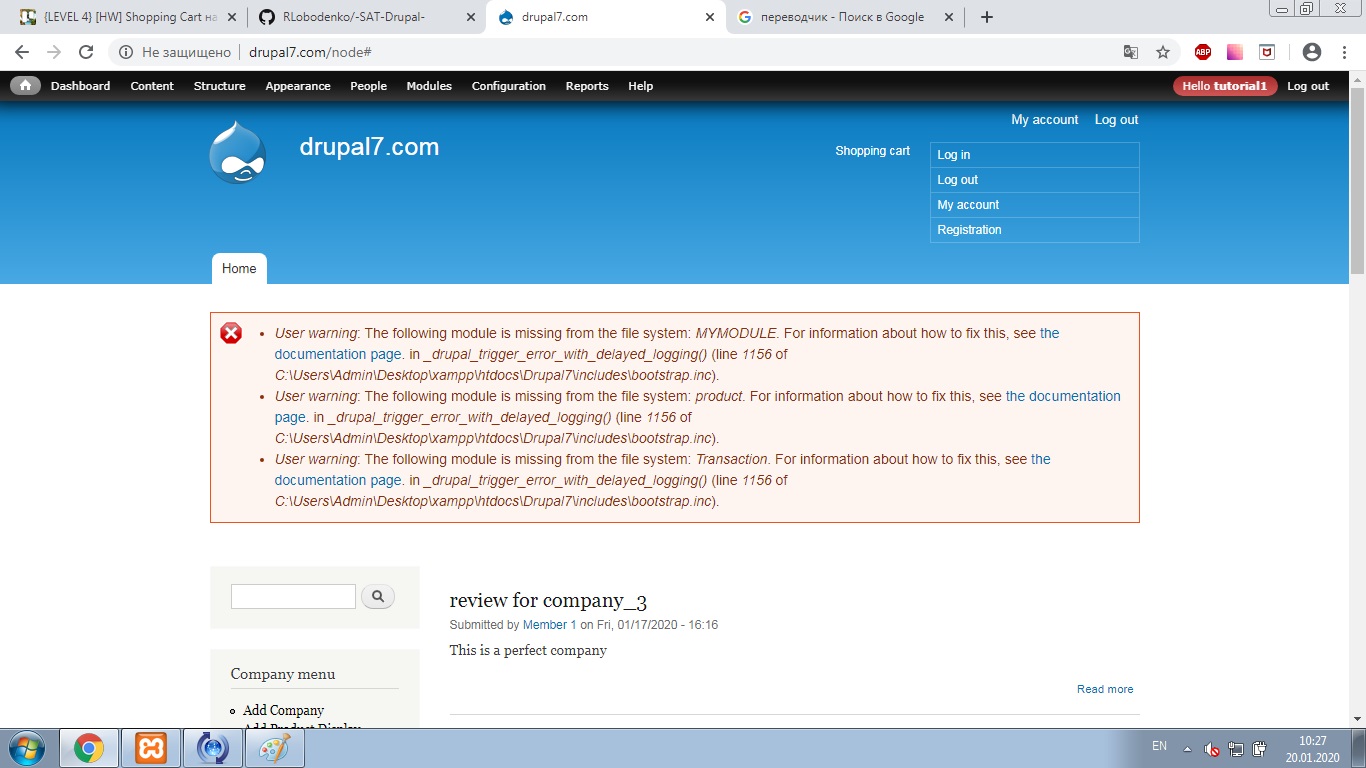 {LEVEL 4} [HW] Shopping Cart на
RLobodenko/-SAT-Drupal-
drupal7.com
переводчик - Поиск в Google
Не защищено
drupal7.com/node#
ABP
Dashboard Content Structure Appearance People Modules Configuration Reports Help
Hello tutorial1 Log out
My account Log out
drupal7.com
Shopping cart
Log in
Log out
My account
Registration
Home
User warning: The following module is missing from the file system: MYMODULE. For information about how to fix this, see the
documentation page. in _drupal_trigger_error_with_delayed_logging() (line 1156 of
C:\Users\Admin\Desktop\xampp\htdocs\Drupal7\includes\bootstrap.inc).
User warning: The following module is missing from the file system: product. For information about how to fix this, see the documentation
page. in _drupal_trigger_error_with_delayed_logging() (line 1156 of
C:\Users\Admin\Desktop\xampp\htdocs\Drupal7\includes\bootstrap.inc).
User warning: The following module is missing from the file system: Transaction. For information about how to fix this, see the
documentation page. in _drupal_trigger_error_with_delayed_logging() (line 1156 of
C:\Users\Admin\Desktop\xampp\htdocs\Drupal7\includes\bootstrap.inc).
review for company_3
Submitted by Member 1 on Fri, 01/17/2020 - 16:16
This is a perfect company
Read more
Company menu
Add Company
Add Product Display
EN
10:27
20.01.2020